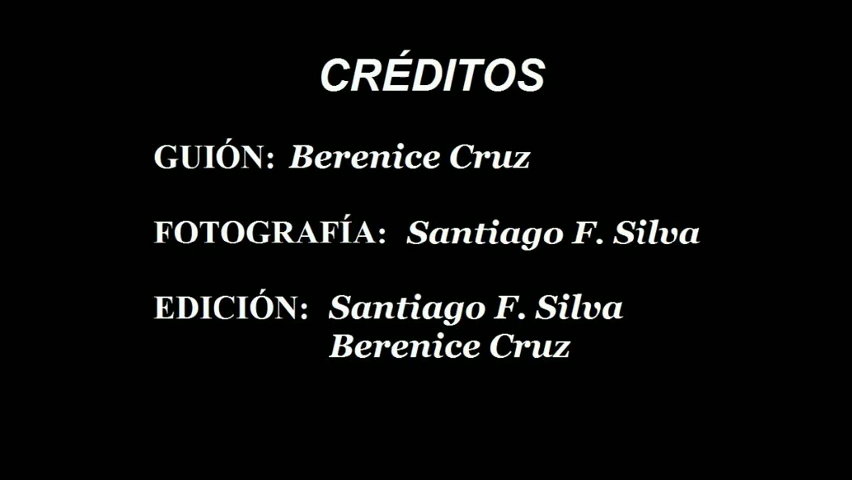 CRÉDITOS
GUIÓN: Berenice Cruz
FOTOGRAFÍA: Santiago F. Silva
EDICIÓN: Santiago F. Silva
Berenice Cruz